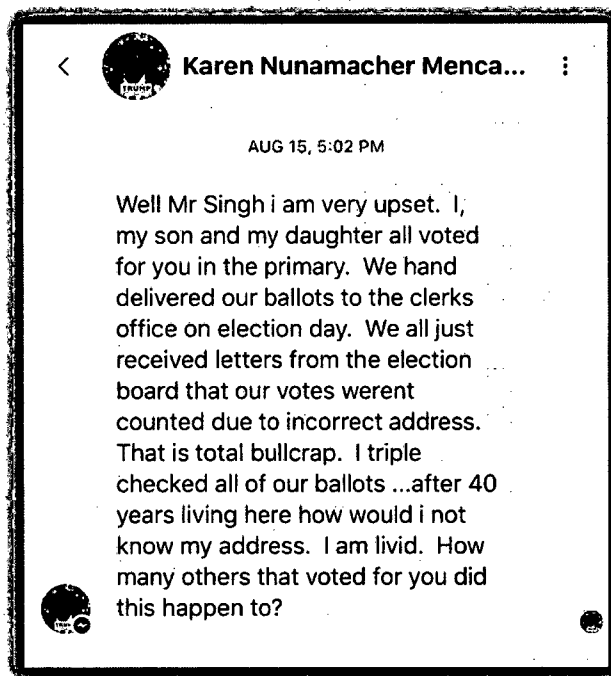 Karen Nunamacher Menca...
TRUMP
AUG 15, 5:02 PM
Well Mr Singh i am very upset. I,
my son and my daughter all voted
for you in the primary. We hand
delivered our ballots to the clerks
office on election day. We all just
received letters from the election
board that our votes werent
counted due to incorrect address.
That is total bullcrap. I triple
checked all of our ballots ...after 40
years living here how would i not
know my address. I am livid. How
many others that voted for you did
this happen to?
TRUMP